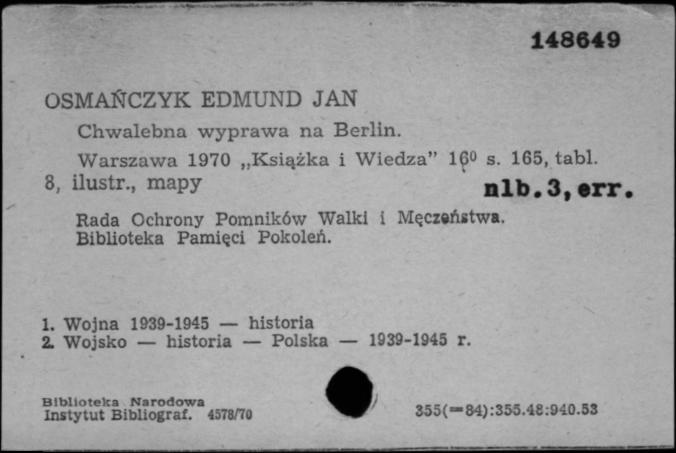 148649
OSMAŃCZYK EDMUND JAN
Chwalebna wyprawa na Berlin.
Warszawa 1970 „Książka i Wiedza” 16⁰ s. 165, tabl.
8, ilustr., mapy
nlb.3,err.
Rada Ochrony Pomników Walki i Męczeństwa.
Biblioteka Pamięci Pokoleń.
1. Wojna 1939-1945 — historia
2. Wojsko — historia — Polska — 1939-1945 r.
Biblioteka Narodowa
Instytut Bibliograf. 4578/70
355(=84):355.48:940.53